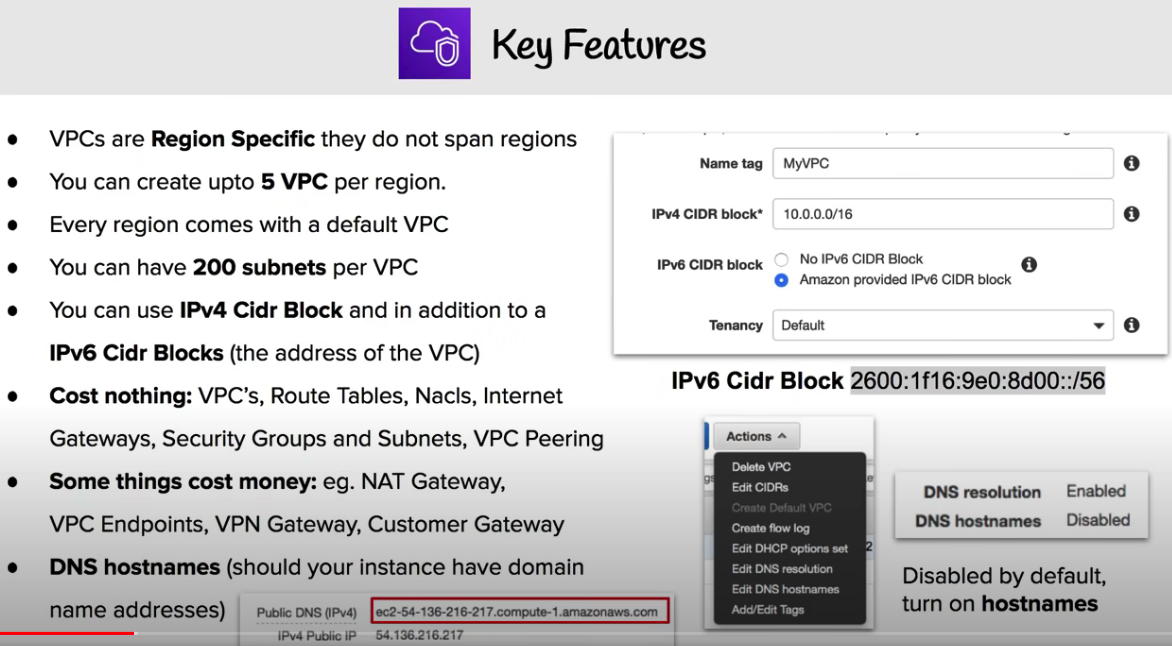 Key Features
VPCs are Region Specific they do not span regions
You can create upto 5 VPC per region.
Every region comes with a default VPC
You can have 200 subnets per VPC
You can use IPv4 Cidr Block and in addition to a
IPv6 Cidr Blocks (the address of the VPC)
Cost nothing: VPC's, Route Tables, Nacls, Internet
Gateways, Security Groups and Subnets, VPC Peering
Some things cost money: eg. NAT Gateway,
VPC Endpoints, VPN Gateway, Customer Gateway
DNS hostnames (should your instance have domain
name addresses)
Public DNS (IPv4) ec2-54-136-216-217.compute-1.amazonaws.com
IPv4 Public IP 54.136.216.217
Name tag MyVPC
IPv4 CIDR block* 10.0.0.0/16
IPv6 CIDR block No IPv6 CIDR Block
Amazon provided IPv6 CIDR block
Tenancy Default
IPv6 Cidr Block 2600:1f16:9e0:8d00::/56
Actions
Delete VPC
Edit CIDRs
Create Default VPC
Create flow log
Edit DHCP options set
Edit DNS resolution
Edit DNS hostnames
Add/Edit Tags
DNS resolution Enabled
DNS hostnames Disabled
Disabled by default,
turn on hostnames